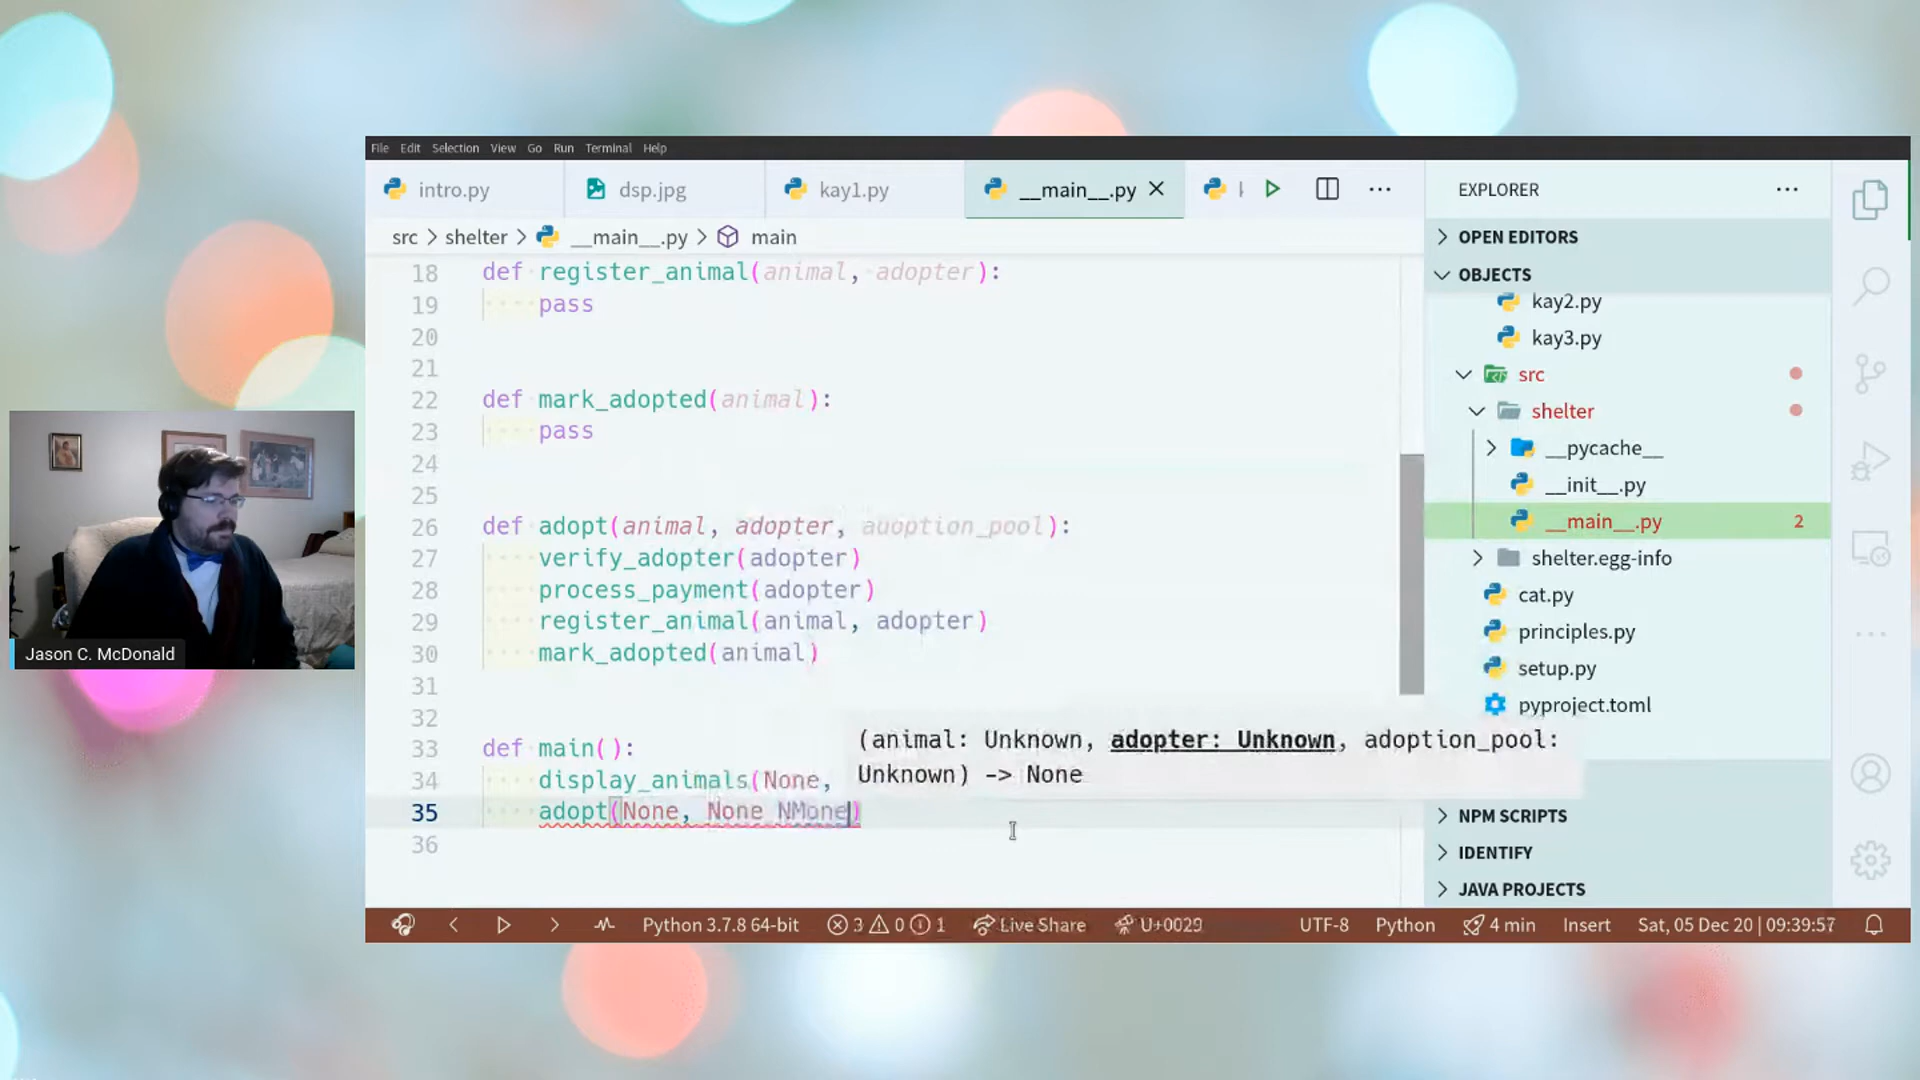 File Edit Selection View Go Run Terminal Help
intro.py dsp.jpg kay1.py __main__.py
src > shelter > __main__.py > main
18 def register_animal(animal, adopter):
19 pass
20
21
22 def mark_adopted(animal):
23 pass
24
25
26 def adopt(animal, adopter, adoption_pool):
27 verify_adopter(adopter)
28 process_payment(adopter)
29 register_animal(animal, adopter)
30 mark_adopted(animal)
31
32
33 def main():
34 display_animals(None,
35 adopt(None, None NMone)
36
(animal: Unknown, adopter: Unknown, adoption_pool:
Unknown) -> None
EXPLORER
OPEN EDITORS
OBJECTS
kay2.py
kay3.py
src
shelter
__pycache__
__init__.py
__main__.py 2
shelter.egg-info
cat.py
principles.py
setup.py
pyproject.toml
NPM SCRIPTS
IDENTIFY
JAVA PROJECTS
Jason C. McDonald
Python 3.7.8 64-bit 3 0 1 Live Share U+0029 UTF-8 Python 4 min Insert Sat, 05 Dec 20 | 09:39:57